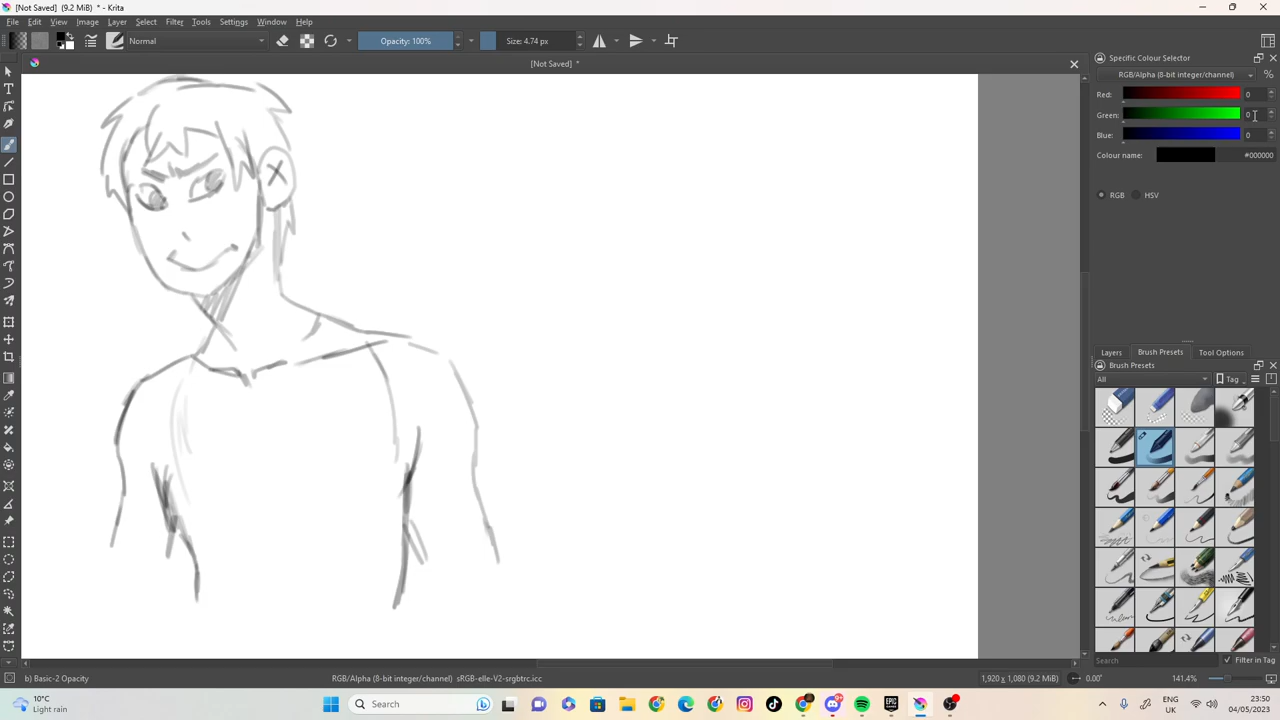 [Not Saved] (9.2 MiB) * - Krita
File Edit View Image Layer Select Filter Tools Settings Window Help
Normal Opacity: 100% Size: 4.74 px
[Not Saved] *
Specific Colour Selector
RGB/Alpha (8-bit integer/channel) %
Red: 0
Green: 0
Blue: 0
Colour name: #000000
RGB HSV
Layers Brush Presets Tool Options
Brush Presets
All Tag
Search Filter in Tag
b) Basic-2 Opacity RGB/Alpha (8-bit integer/channel) sRGB-elle-V2-srgbtrc.icc 1,920 x 1,080 (9.2 MiB) 0.00° 141.4%
10°C
Light rain
Search
ENG
UK
23:50
04/05/2023